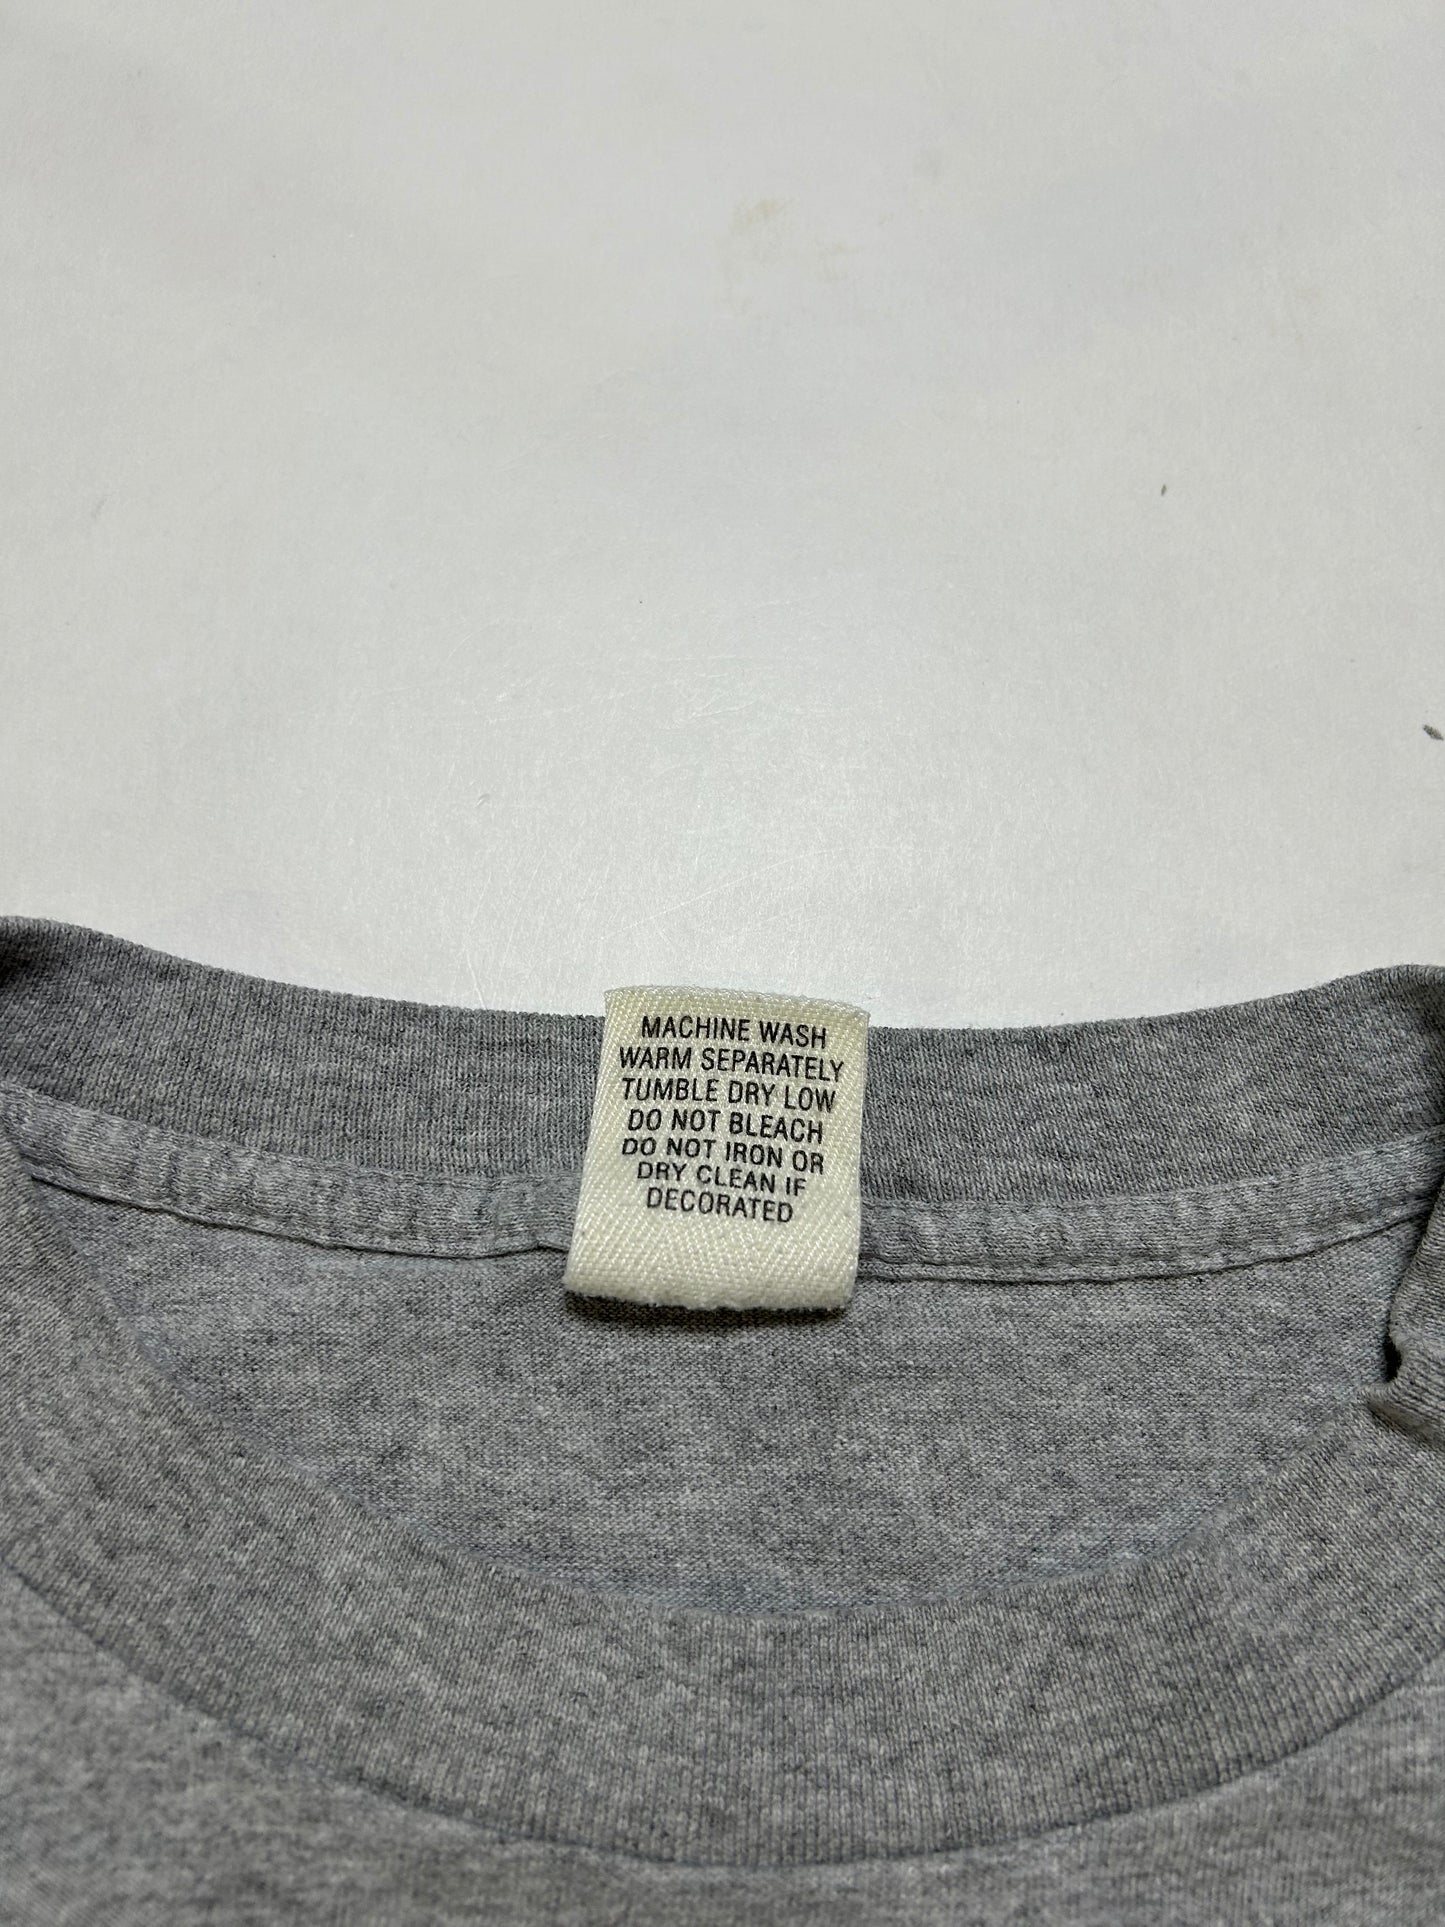 MACHINE WASH
WARM SEPARATELY
TUMBLE DRY LOW
DO NOT BLEACH
DO NOT IRON OR
DRY CLEAN IF
DECORATED